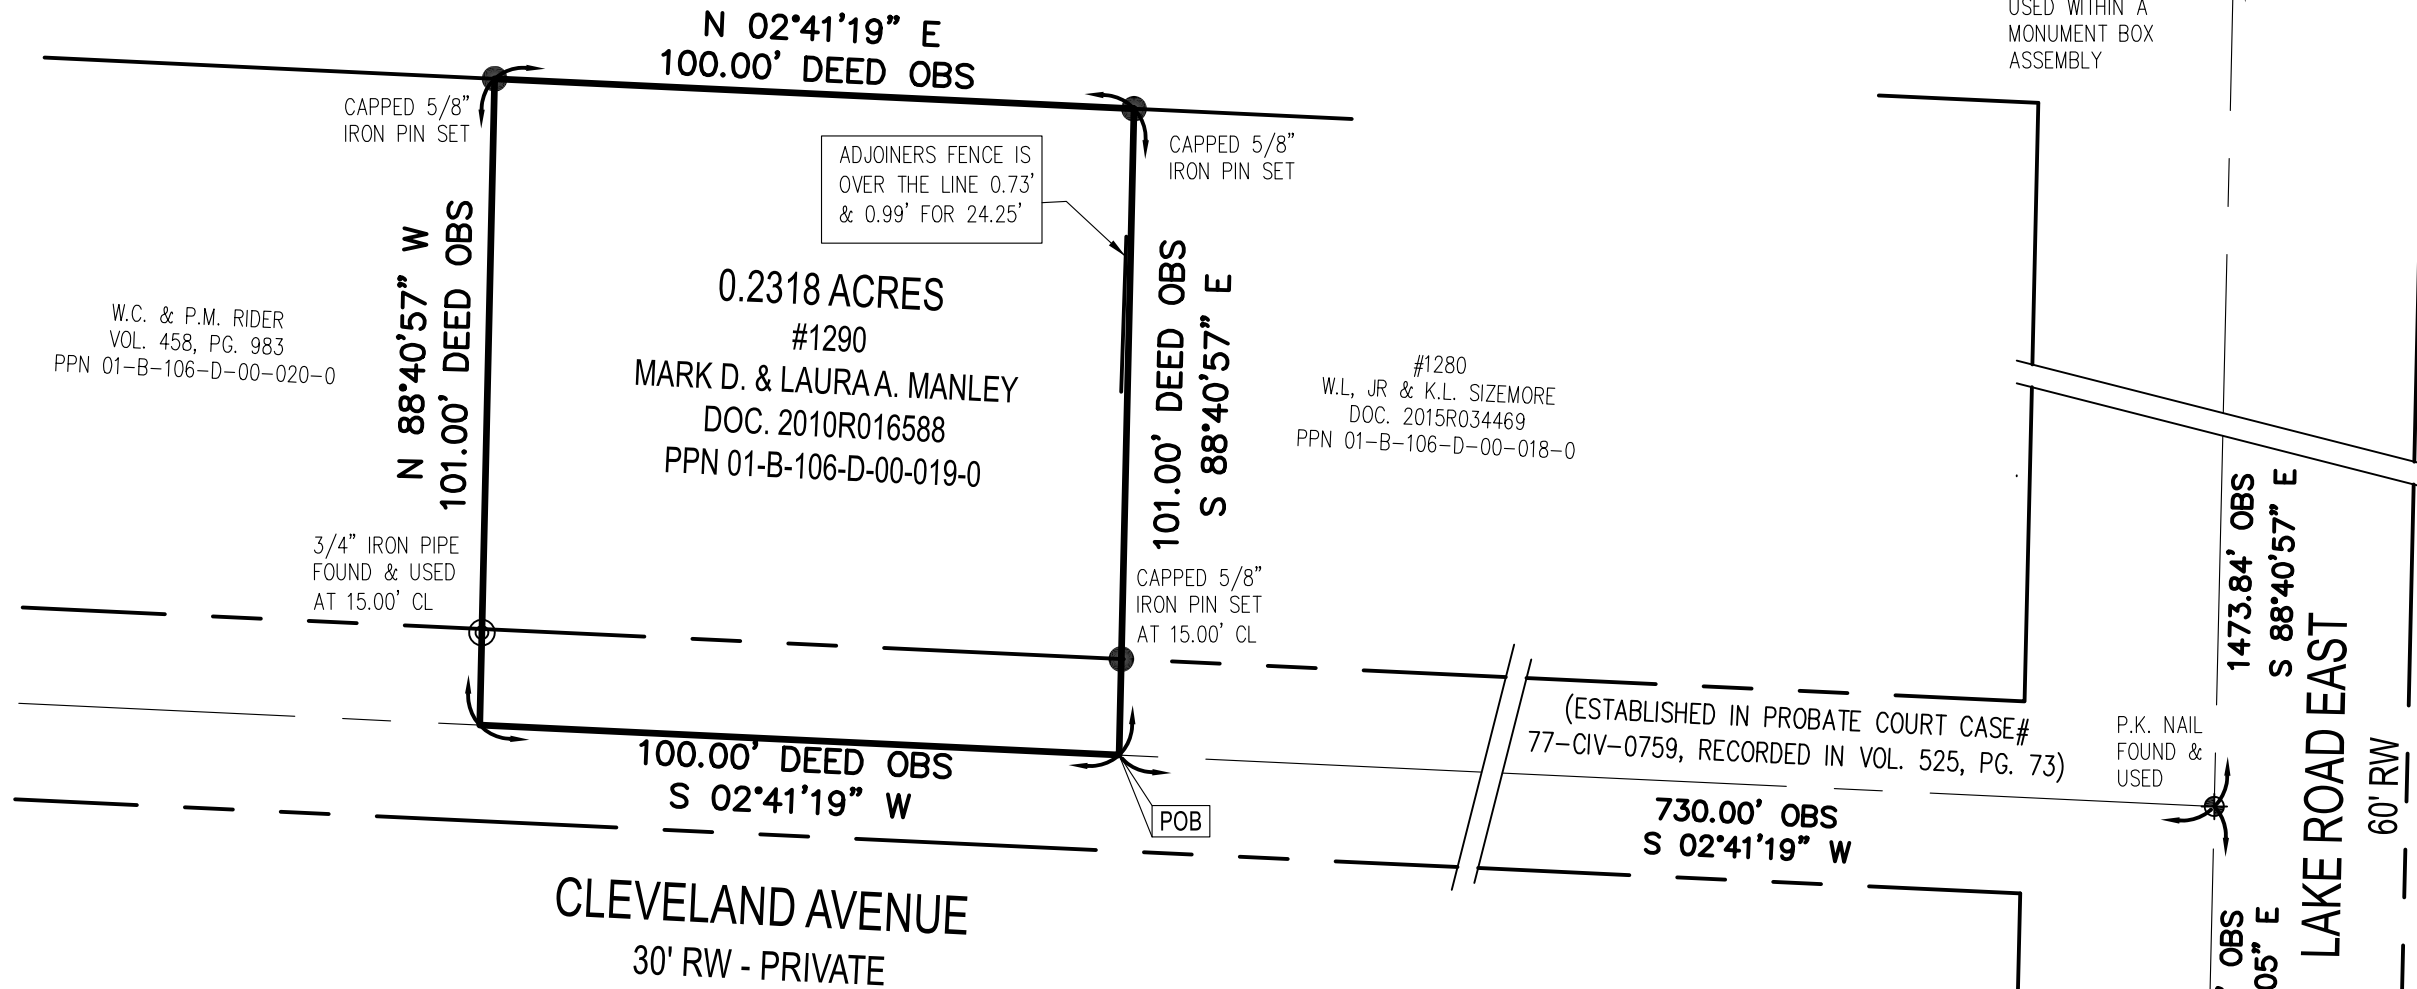 N 02°41'19" E
100.00' DEED OBS
USED WITHIN A
MONUMENT BOX
ASSEMBLY
CAPPED 5/8"
IRON PIN SET
CAPPED 5/8"
IRON PIN SET
ADJOINERS FENCE IS
OVER THE LINE 0.73'
& 0.99' FOR 24.25'
N 88°40'57" W
101.00' DEED OBS
0.2318 ACRES
#1290
MARK D. & LAURA A. MANLEY
DOC. 2010R016588
PPN 01-B-106-D-00-019-0
101.00' DEED OBS
S 88°40'57" E
W.C. & P.M. RIDER
VOL. 458, PG. 983
PPN 01-B-106-D-00-020-0
#1280
W.L, JR & K.L. SIZEMORE
DOC. 2015R034469
PPN 01-B-106-D-00-018-0
3/4" IRON PIPE
FOUND & USED
AT 15.00' CL
CAPPED 5/8"
IRON PIN SET
AT 15.00' CL
1473.84' OBS
S 88°40'57" E
LAKE ROAD EAST
60' RW
(ESTABLISHED IN PROBATE COURT CASE#
77-CIV-0759, RECORDED IN VOL. 525, PG. 73)
P.K. NAIL
FOUND &
USED
100.00' DEED OBS
S 02°41'19" W
POB
730.00' OBS
S 02°41'19" W
CLEVELAND AVENUE
30' RW - PRIVATE
' OBS
05" E